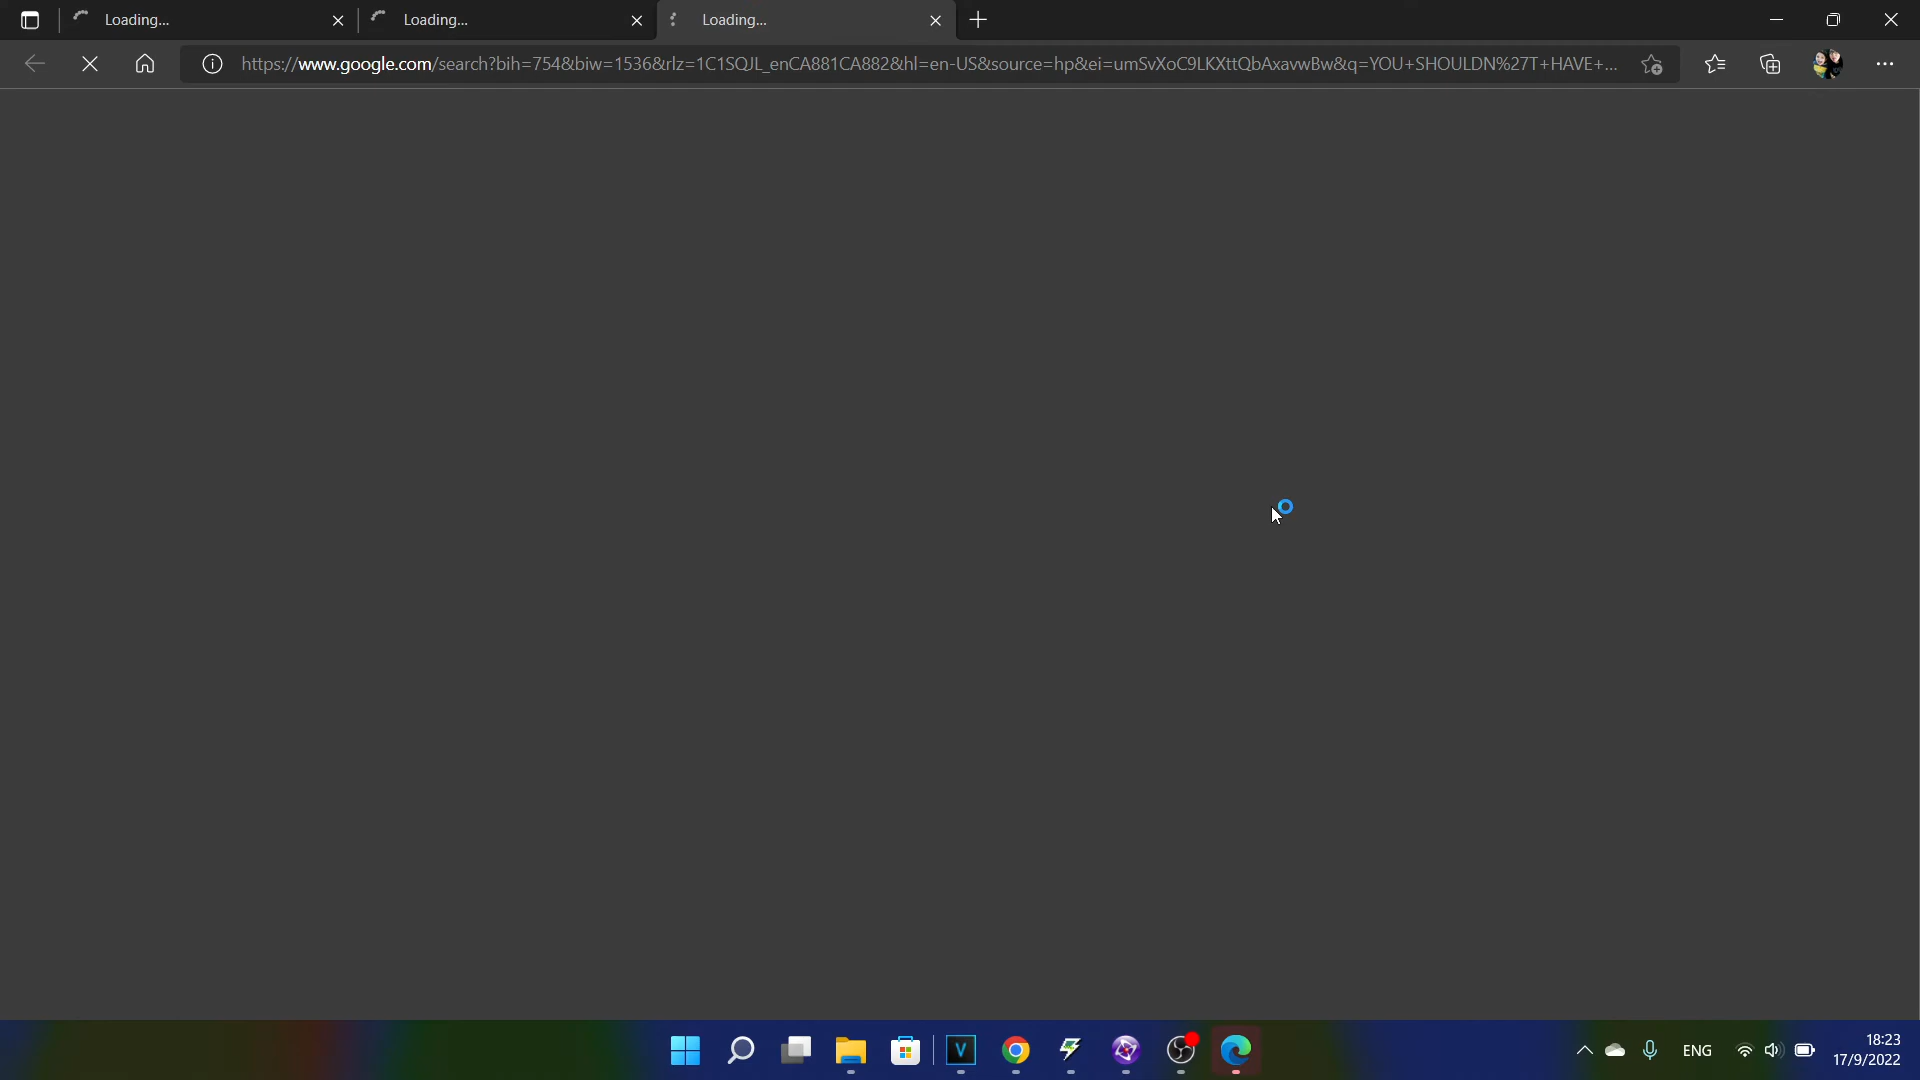 Loading...
Loading...
Loading...
https://www.google.com/search?bih=754&biw=1536&rlz=1C1SQJL_enCA881CA882&hl=en-US&source=hp&ei=umSvXoC9LKXttQbAxavwBw&q=YOU+SHOULDN%27T+HAVE+...
V
ENG
18:23
17/9/2022